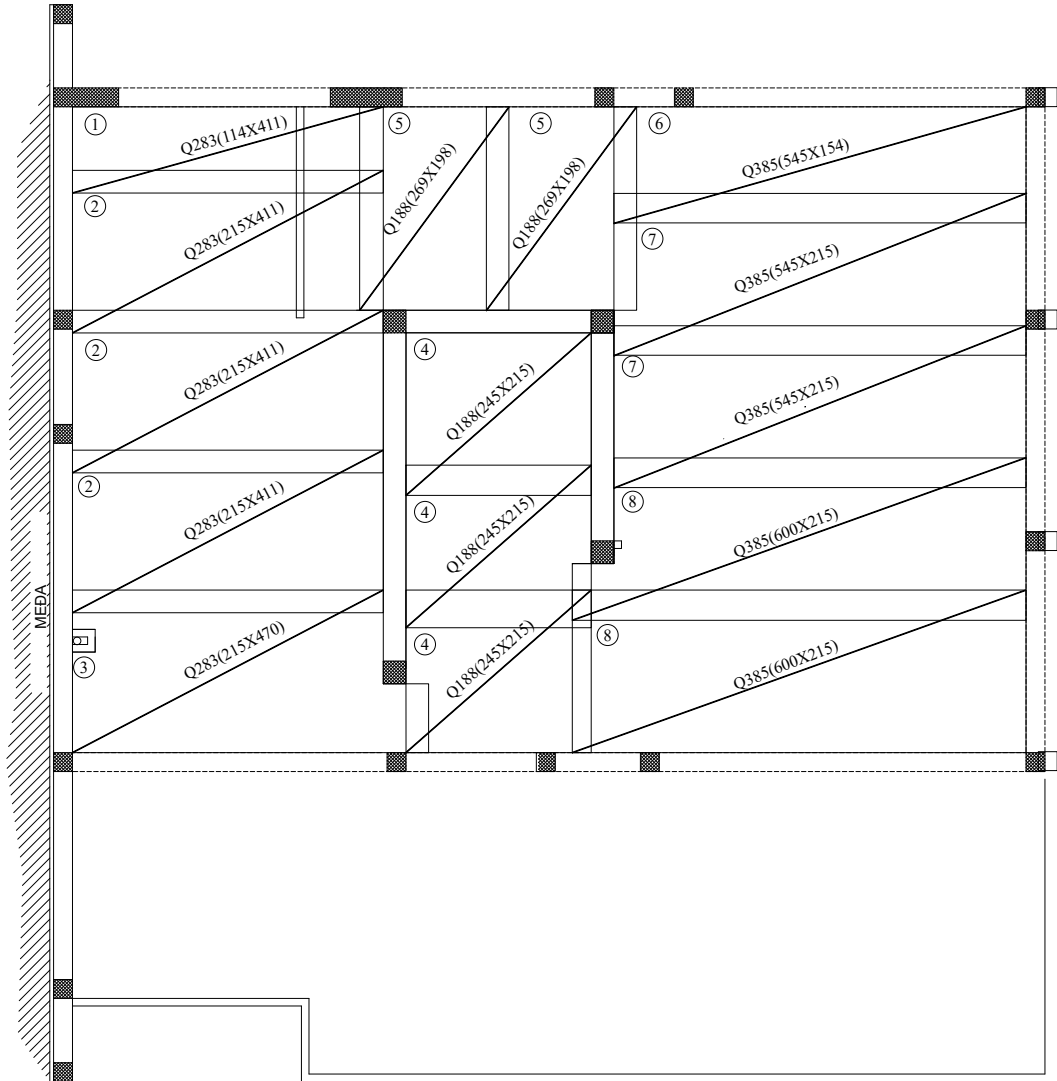 1
Q283(114X411)
5
Q188(269X198)
5
Q188(269X198)
6
Q385(545X154)
2
Q283(215X411)
7
Q385(545X215)
2
Q283(215X411)
4
Q188(245X215)
7
Q385(545X215)
2
Q283(215X411)
4
Q188(245X215)
8
Q385(600X215)
MEĐA
3
Q283(215X470)
4
Q188(245X215)
8
Q385(600X215)